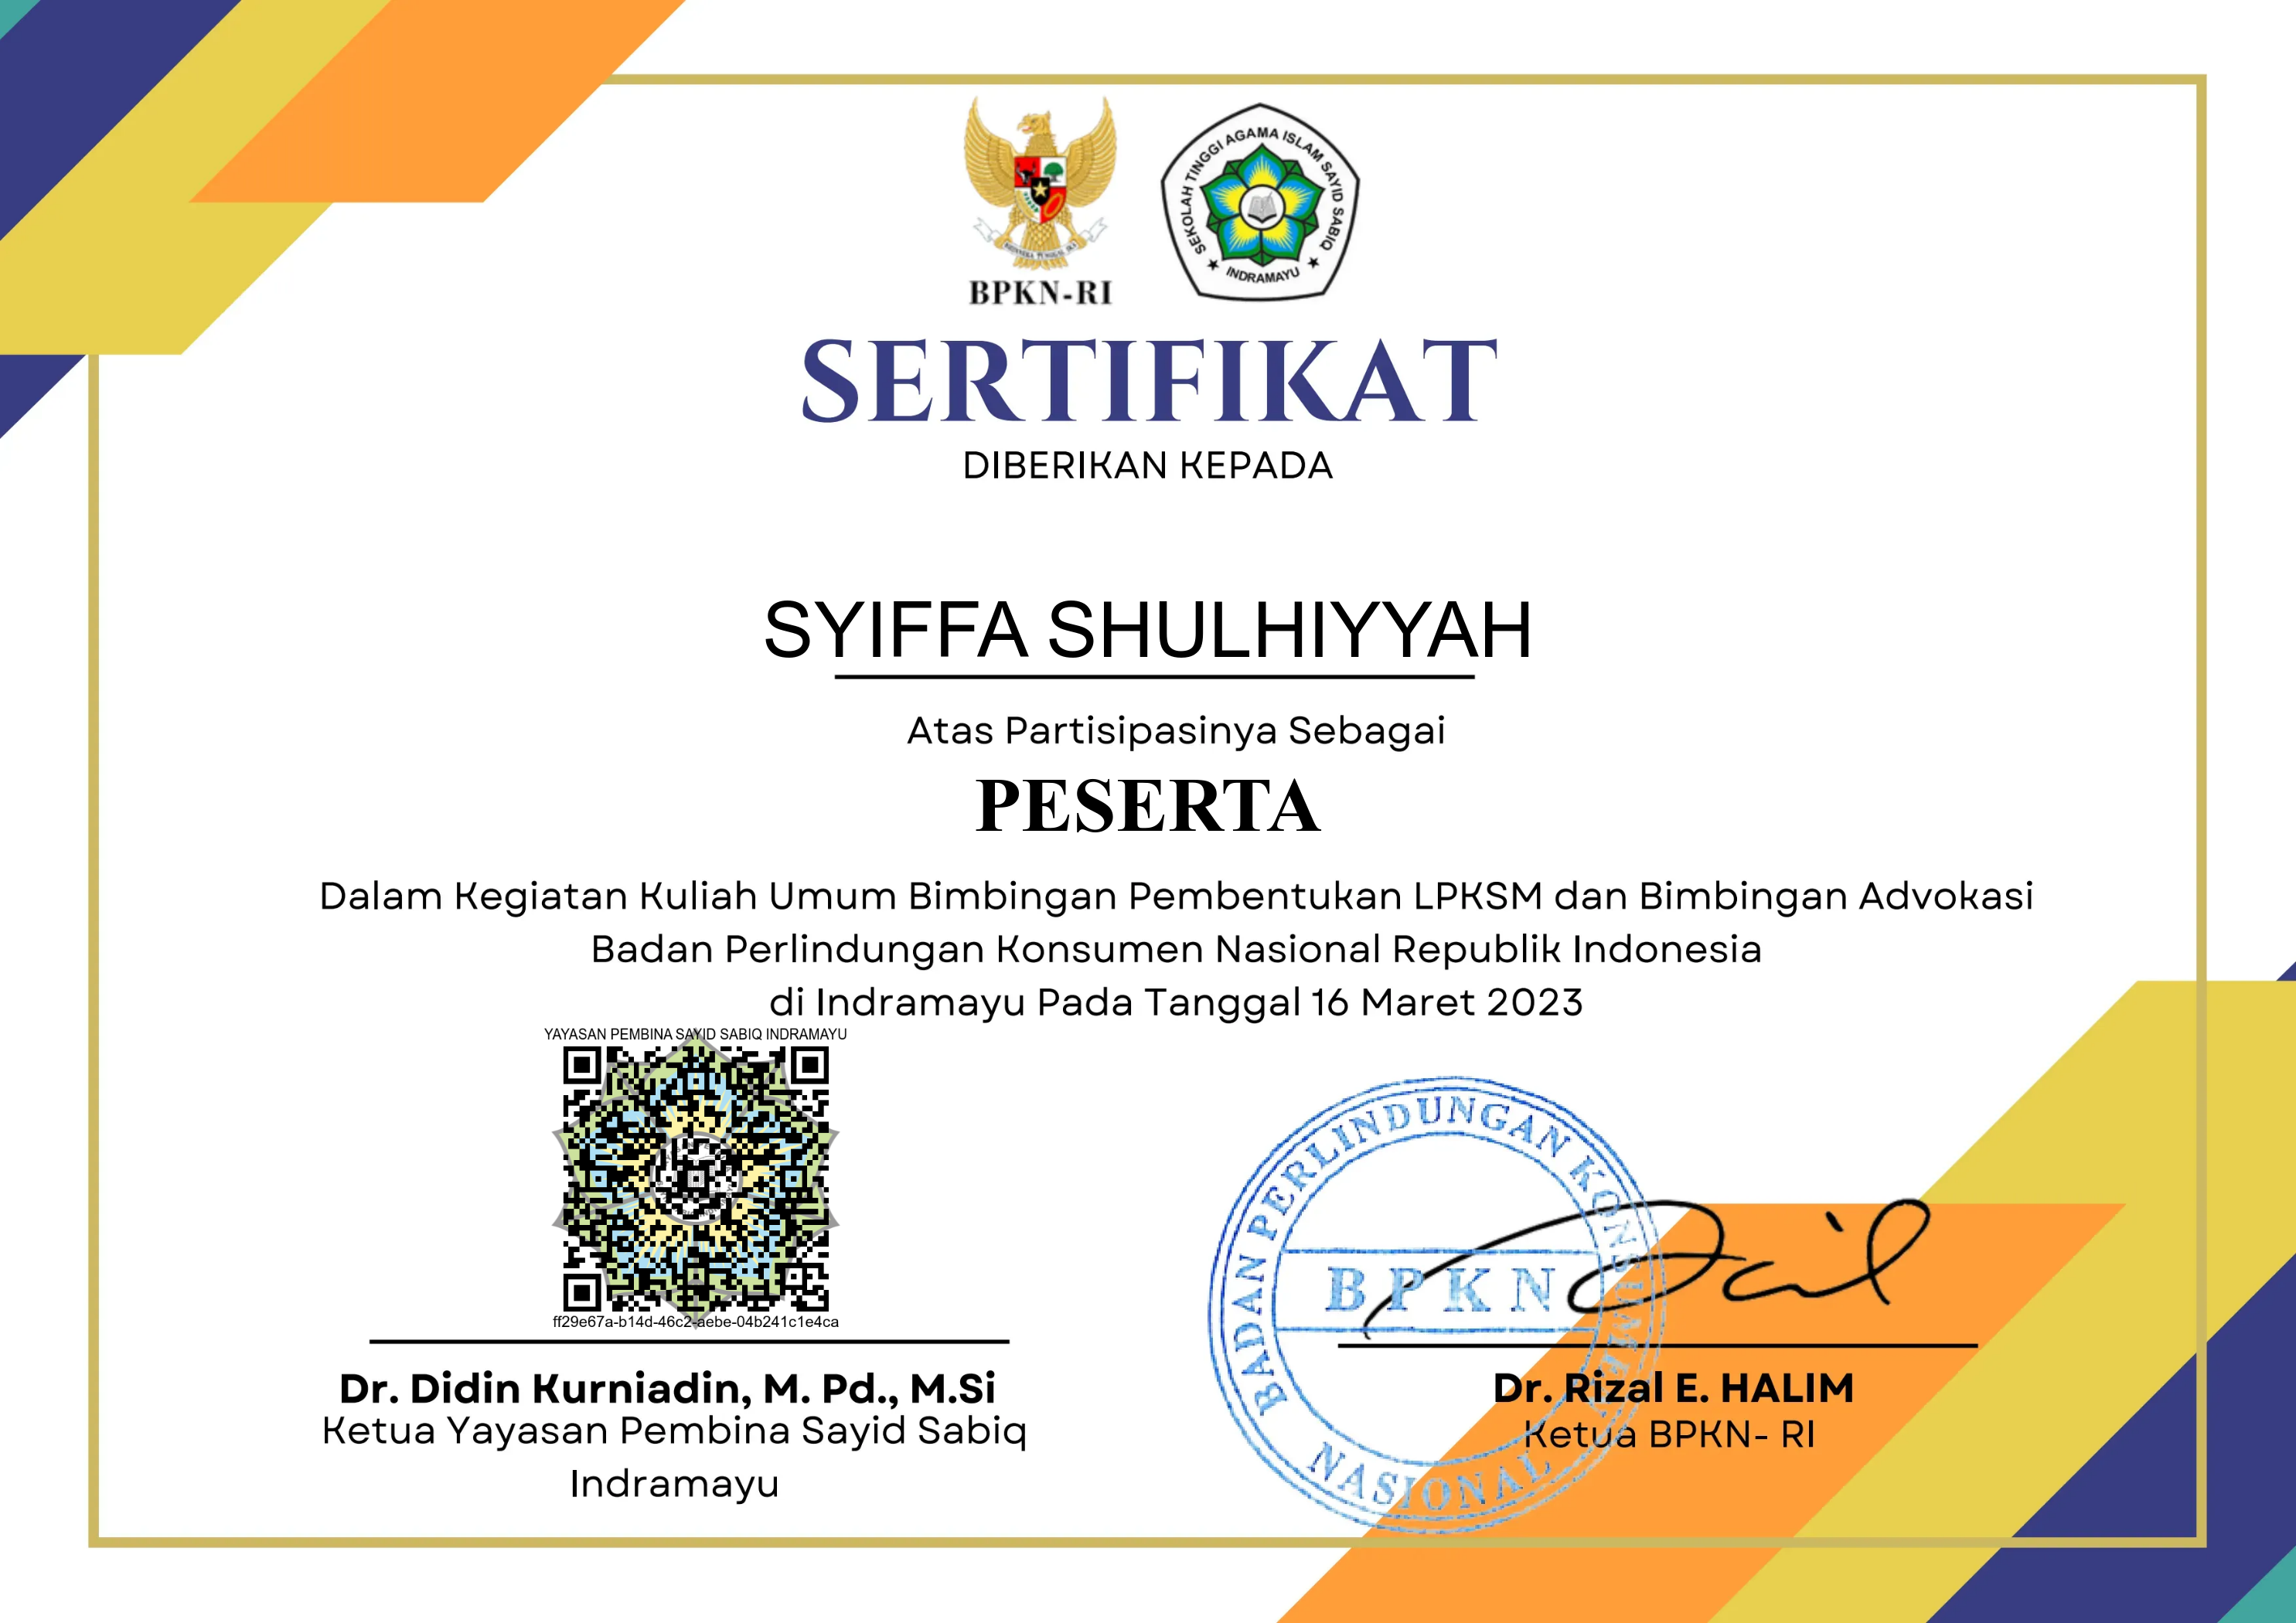 BPKN-RI
SEKOLAH TINGGI AGAMA ISLAM SAYID SABIQ
INDRAMAYU
SERTIFIKAT
DIBERIKAN KEPADA
SYIFFA SHULHIYYAH
Atas Partisipasinya Sebagai
PESERTA
Dalam Kegiatan Kuliah Umum Bimbingan Pembentukan LPKSM dan Bimbingan Advokasi
Badan Perlindungan Konsumen Nasional Republik Indonesia
di Indramayu Pada Tanggal 16 Maret 2023
YAYASAN PEMBINA SAYID SABIQ INDRAMAYU
ff29e67a-b14d-46c2-aebe-04b241c1e4ca
BADAN PERLINDUNGAN KONSUMEN
BPKN
NASIONAL
Dr. Didin Kurniadin, M. Pd., M.Si
Ketua Yayasan Pembina Sayid Sabiq
Indramayu
Dr. Rizal E. HALIM
Ketua BPKN- RI